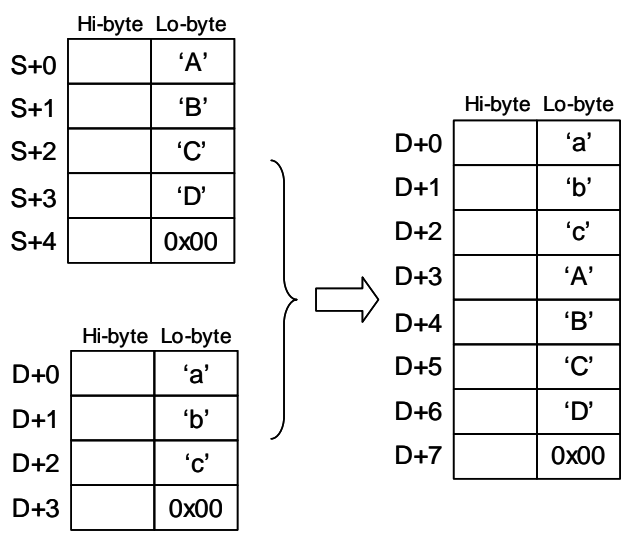 Hi-byte Lo-byte
S+0 ‘A’
S+1 ‘B’
S+2 ‘C’
S+3 ‘D’
S+4 0x00
Hi-byte Lo-byte
D+0 ‘a’
D+1 ‘b’
D+2 ‘c’
D+3 0x00
Hi-byte Lo-byte
D+0 ‘a’
D+1 ‘b’
D+2 ‘c’
D+3 ‘A’
D+4 ‘B’
D+5 ‘C’
D+6 ‘D’
D+7 0x00